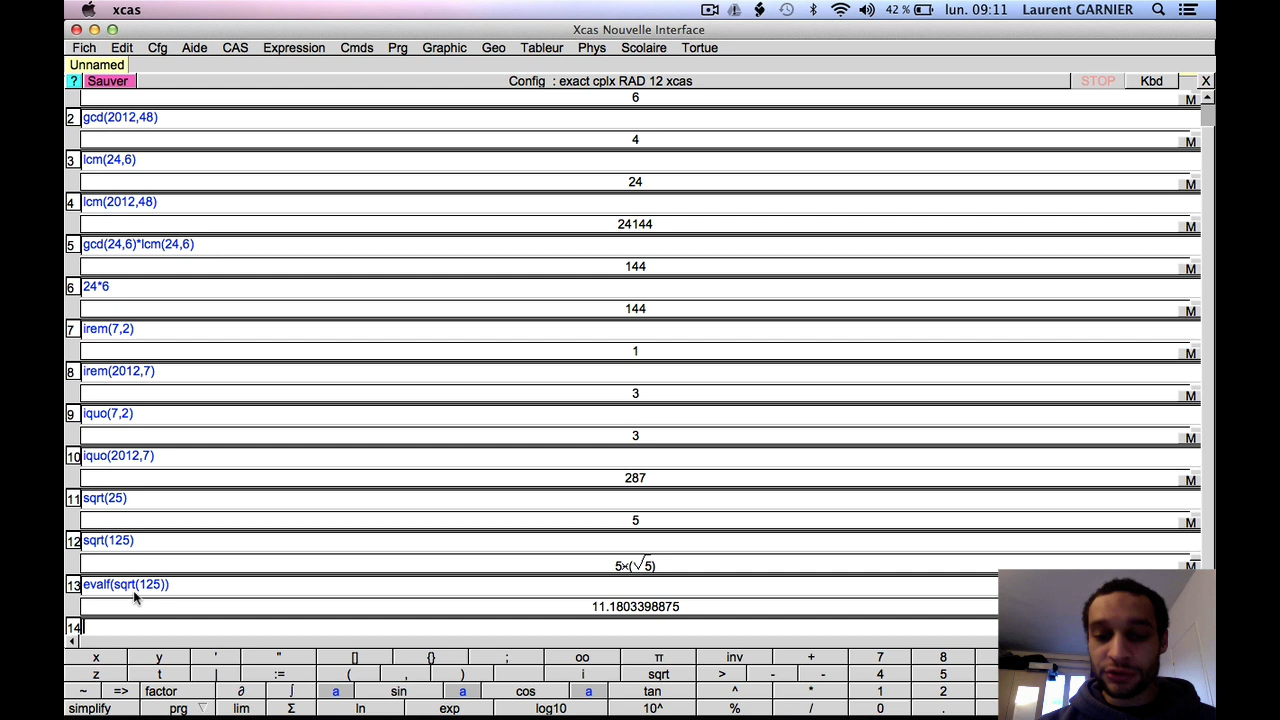 xcas 42 % lun. 09:11 Laurent GARNIER
Xcas Nouvelle Interface
Fich Edit Cfg Aide CAS Expression Cmds Prg Graphic Geo Tableur Phys Scolaire Tortue
Unnamed
? Sauver Config : exact cplx RAD 12 xcas STOP Kbd X
6 M
2 gcd(2012,48)
4 M
3 lcm(24,6)
24 M
4 lcm(2012,48)
24144 M
5 gcd(24,6)*lcm(24,6)
144 M
6 24*6
144 M
7 irem(7,2)
1 M
8 irem(2012,7)
3 M
9 iquo(7,2)
3 M
10 iquo(2012,7)
287 M
11 sqrt(25)
5 M
12 sqrt(125)
5*(√5) M
13 evalf(sqrt(125))
11.1803398875
14
x y ' " [] {} ; oo π inv + 7 8
z t | := ( , ) i sqrt > - - 4 5
~ => factor ∂ ∫ a sin a cos a tan ^ * 1 2
simplify prg lim Σ ln exp log10 10^ % / 0 .